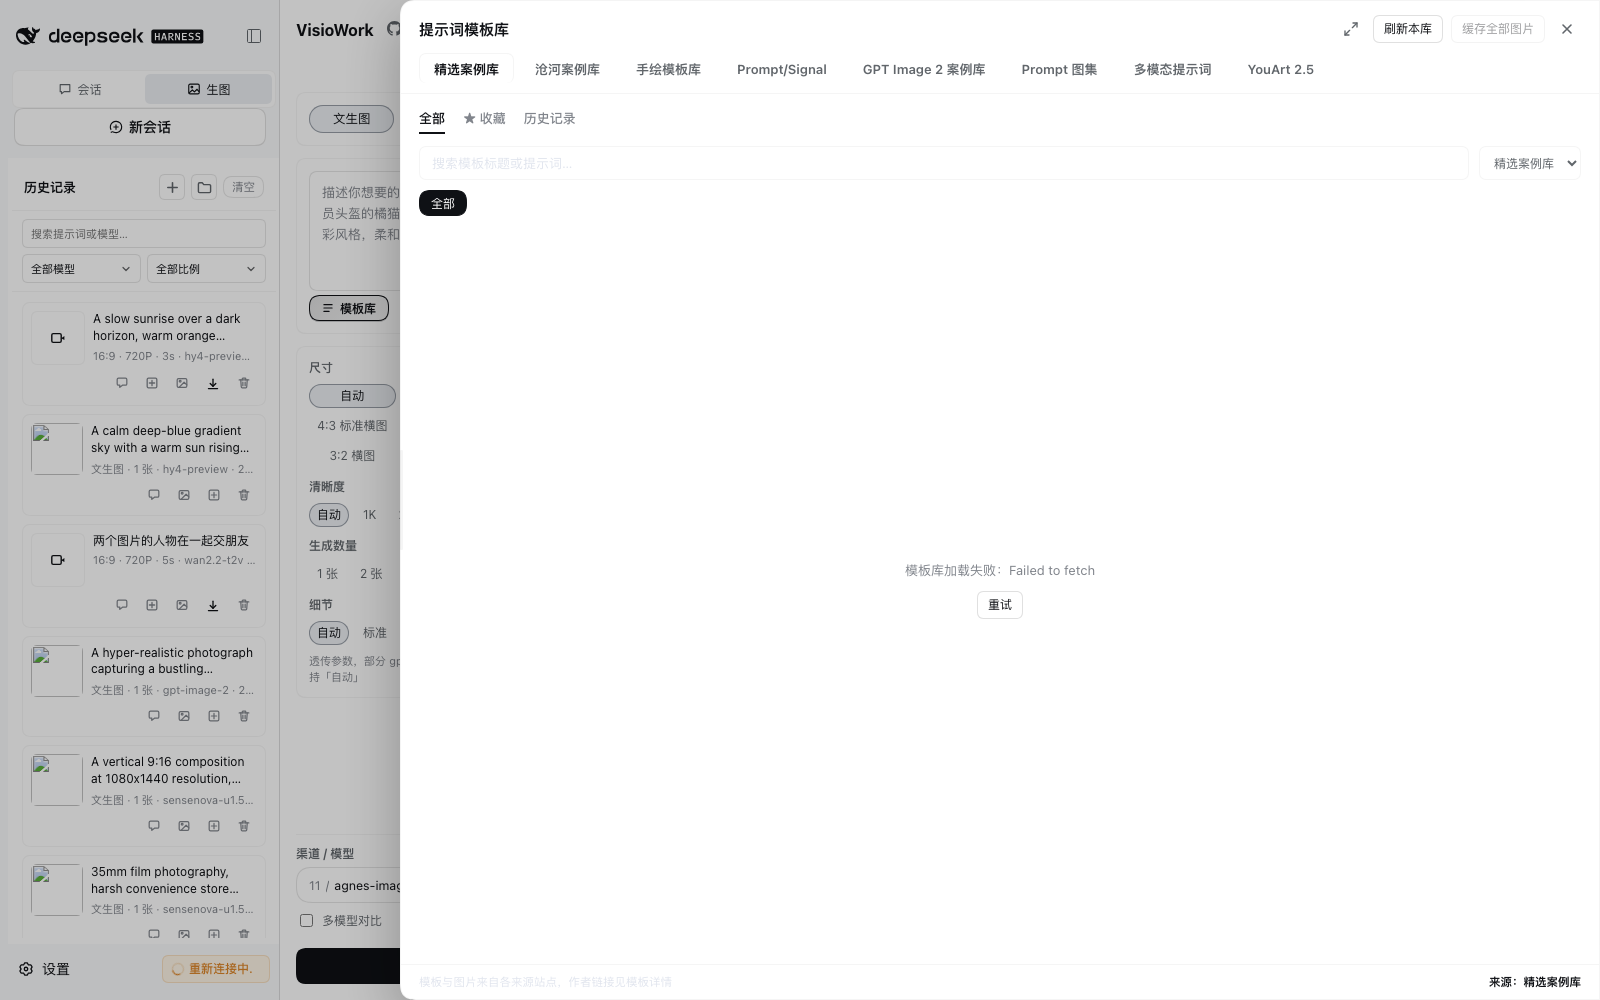 deepseek HARNESS
会话
生图
新会话
历史记录
清空
搜索提示词或模型...
全部模型
全部比例
A slow sunrise over a dark
horizon, warm orange...
16:9 · 720P · 3s · hy4-previe...
A calm deep-blue gradient
sky with a warm sun rising...
文生图 · 1 张 · hy4-preview · 2...
两个图片的人物在一起交朋友
16:9 · 720P · 5s · wan2.2-t2v ...
A hyper-realistic photograph
capturing a bustling...
文生图 · 1 张 · gpt-image-2 · 2...
A vertical 9:16 composition
at 1080x1440 resolution,...
文生图 · 1 张 · sensenova-u1.5...
35mm film photography,
harsh convenience store...
文生图 · 1 张 · sensenova-u1.5...
设置
重新连接中.
VisioWork
文生图
描述你想要的
员头盔的橘猫
彩风格，柔和
模板库
尺寸
自动
4:3 标准横图
3:2 横图
清晰度
自动
1K
生成数量
1 张
2 张
细节
自动
标准
透传参数，部分 gp
持「自动」
渠道 / 模型
11 / agnes-imag
多模型对比
提示词模板库
刷新本库
缓存全部图片
精选案例库
沧河案例库
手绘模板库
Prompt/Signal
GPT Image 2 案例库
Prompt 图集
多模态提示词
YouArt 2.5
全部
收藏
历史记录
搜索模板标题或提示词...
精选案例库
全部
模板库加载失败：Failed to fetch
重试
模板与图片来自各来源站点，作者链接见模板详情
来源：精选案例库